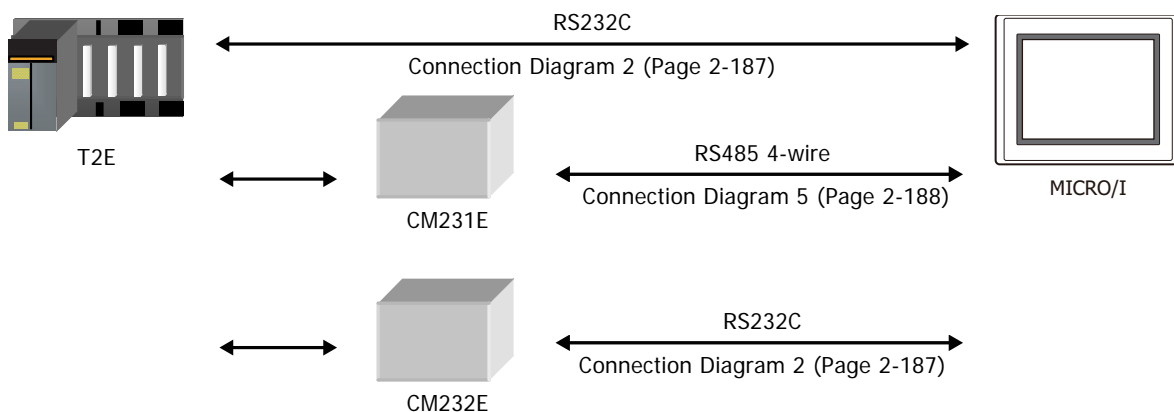 RS232C
Connection Diagram 2 (Page 2-187)
T2E
RS485 4-wire
Connection Diagram 5 (Page 2-188)
MICRO/I
CM231E
RS232C
Connection Diagram 2 (Page 2-187)
CM232E